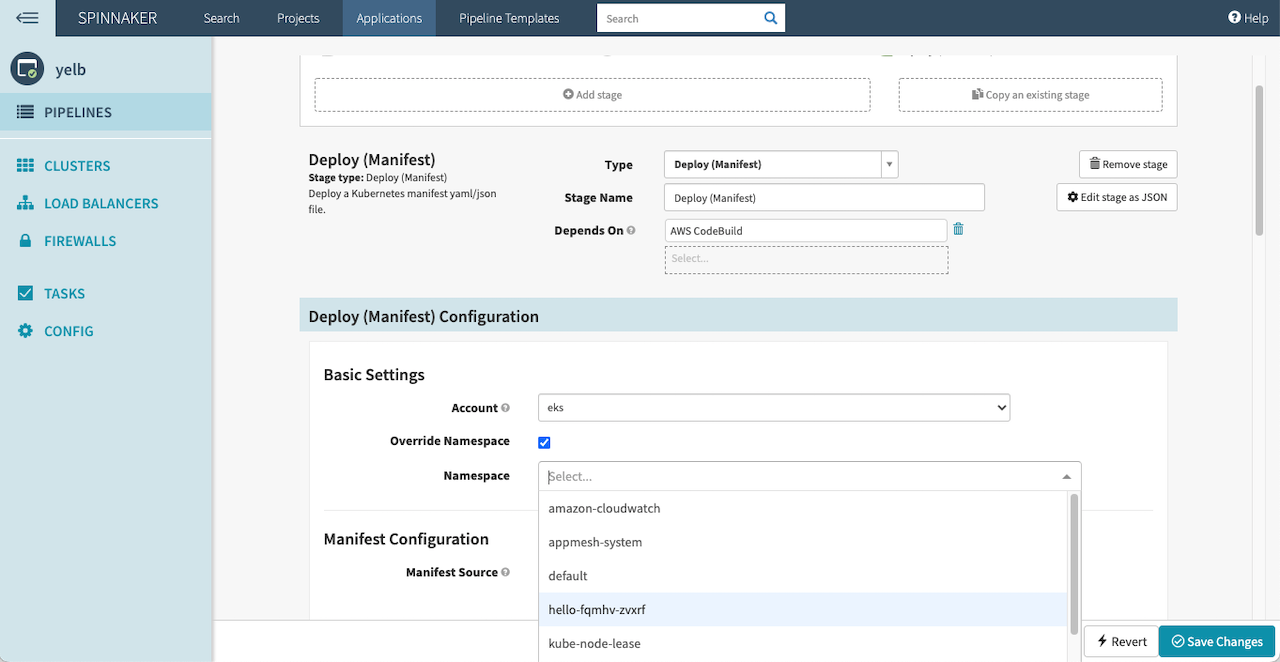 SPINNAKER Search Projects Applications Pipeline Templates Search Help
yelb
PIPELINES
CLUSTERS
LOAD BALANCERS
FIREWALLS
TASKS
CONFIG
Add stage Copy an existing stage
Deploy (Manifest)
Stage type: Deploy (Manifest)
Deploy a Kubernetes manifest yaml/json
file.
Type Deploy (Manifest) Remove stage
Stage Name Deploy (Manifest) Edit stage as JSON
Depends On AWS CodeBuild
Select...
Deploy (Manifest) Configuration
Basic Settings
Account eks
Override Namespace
Namespace Select...
amazon-cloudwatch
appmesh-system
default
hello-fqmhv-zvxrf
kube-node-lease
Manifest Configuration
Manifest Source
Revert Save Changes